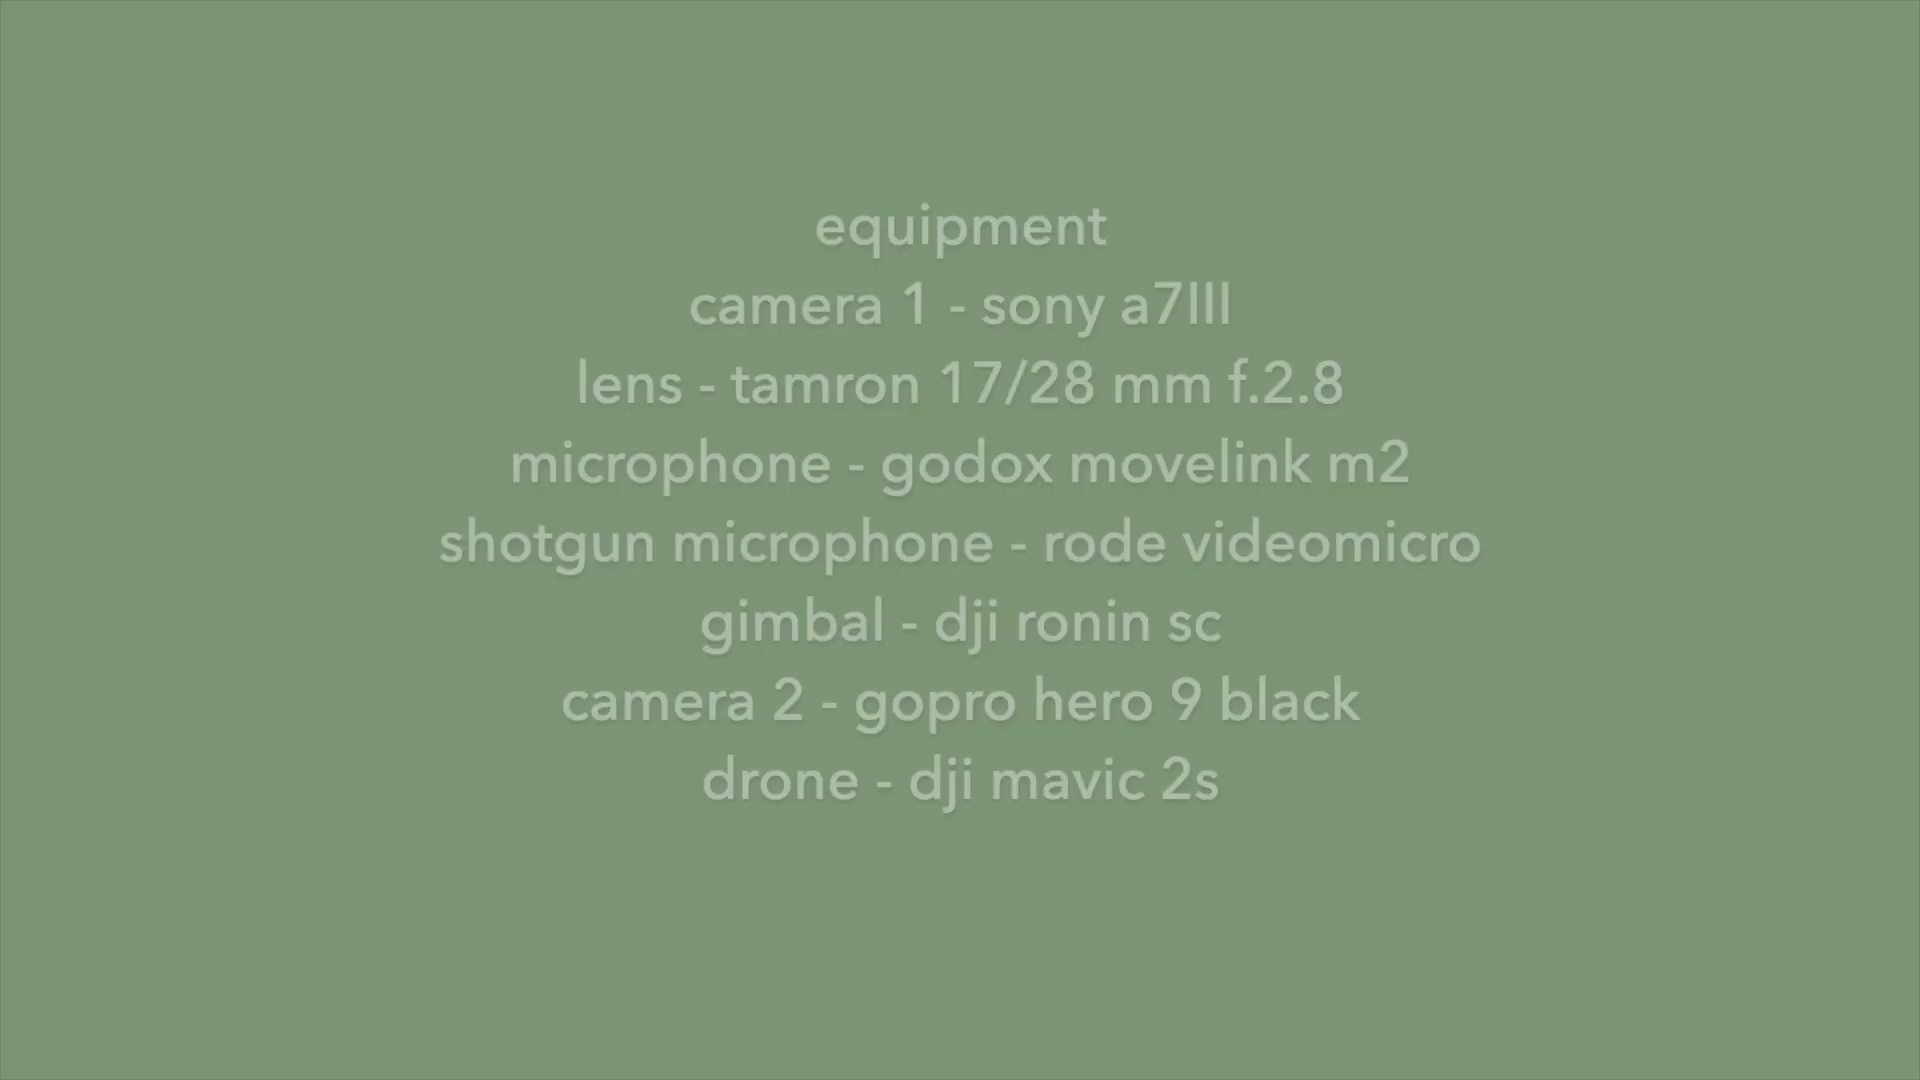 equipment
camera 1 - sony a7III
lens - tamron 17/28 mm f.2.8
microphone - godox movelink m2
shotgun microphone - rode videomicro
gimbal - dji ronin sc
camera 2 - gopro hero 9 black
drone - dji mavic 2s